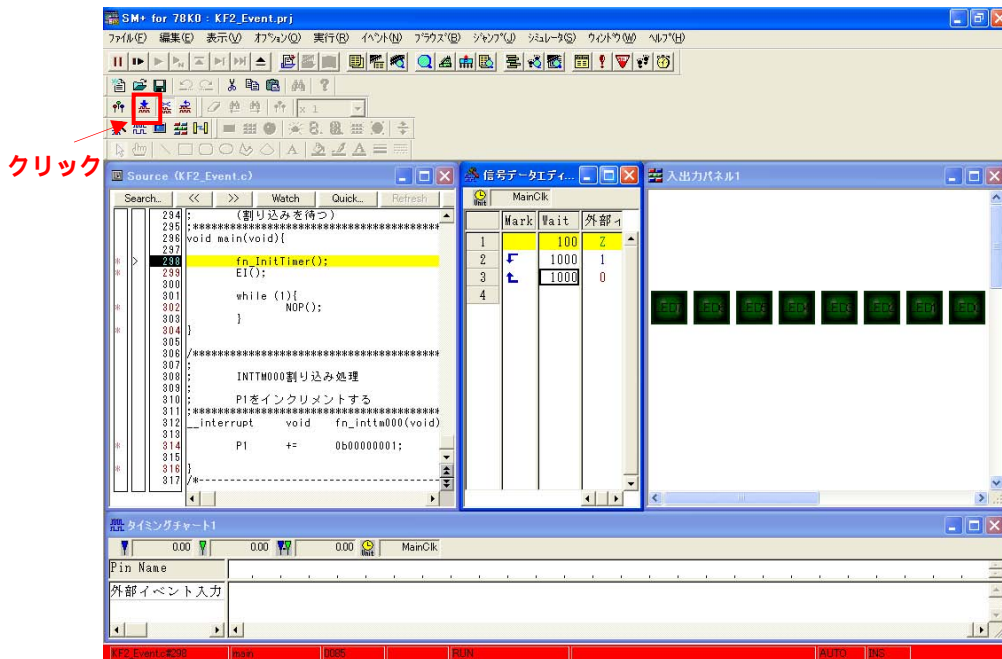 SM+ for 78K0 : KF2_Event.prj
ファイル(F) 編集(E) 表示(V) オプション(O) 実行(R) イベント(N) ブラウズ(B) ジャンプ(J) シミュレータ(S) ウィンドウ(W) ヘルプ(H)
x 1
クリック
Source (KF2_Event.c)
Search... << >> Watch Quick... Refresh
294 ; (割り込みを待つ)
295 ;****************************************
296 void main(void){
297
298 fn_InitTimer();
299 EI();
300
301 while (1){
302 NOP();
303 }
304 }
305
306 /****************************************
307 ;
308 ; INTTM000割り込み処理
309 ;
310 ; P1をインクリメントする
311 ;****************************************
312 __interrupt void fn_inttm000(void)
313
314 P1 += 0b00000001;
315
316 }
317 /*----------------------------------------
信号データエディ...
Unit MainClk
Mark Wait 外部イ
1 100 Z
2 1000 1
3 1000 0
4
入出力パネル1
タイミングチャート1
0.00 0.00 0.00 Unit MainClk
Pin Name
外部イベント入力
KF2_Event.c#298 main 0085 RUN AUTO INS